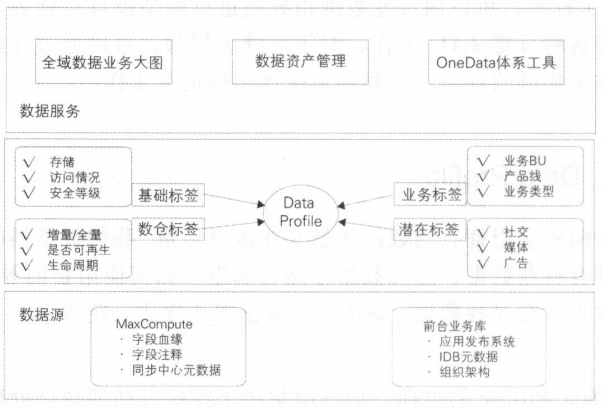 全域数据业务大图
数据资产管理
OneData体系工具
数据服务
√ 存储
√ 访问情况
√ 安全等级
基础标签
√ 增量/全量
√ 是否可再生
√ 生命周期
数仓标签
Data
Profile
业务标签
√ 业务BU
√ 产品线
√ 业务类型
潜在标签
√ 社交
√ 媒体
√ 广告
数据源
MaxCompute
· 字段血缘
· 字段注释
· 同步中心元数据
前台业务库
· 应用发布系统
· IDB元数据
· 组织架构